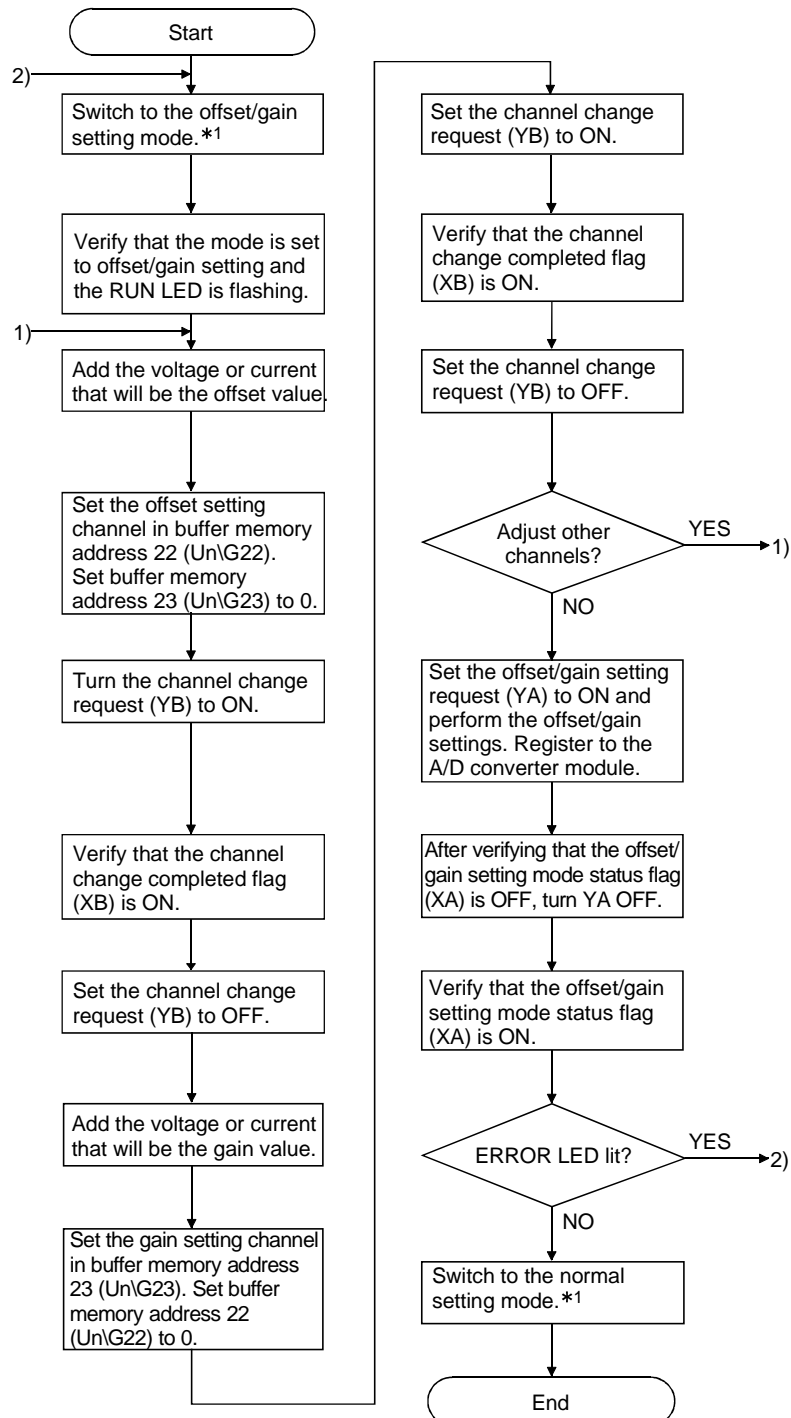 Start
2)
Switch to the offset/gain
setting mode.*1
Verify that the mode is set
to offset/gain setting and
the RUN LED is flashing.
1)
Add the voltage or current
that will be the offset value.
Set the offset setting
channel in buffer memory
address 22 (Un\G22).
Set buffer memory
address 23 (Un\G23) to 0.
Turn the channel change
request (YB) to ON.
Verify that the channel
change completed flag
(XB) is ON.
Set the channel change
request (YB) to OFF.
Add the voltage or current
that will be the gain value.
Set the gain setting channel
in buffer memory address
23 (Un\G23). Set buffer
memory address 22
(Un\G22) to 0.
Set the channel change
request (YB) to ON.
Verify that the channel
change completed flag
(XB) is ON.
Set the channel change
request (YB) to OFF.
Adjust other
channels?
YES
1)
NO
Set the offset/gain setting
request (YA) to ON and
perform the offset/gain
settings. Register to the
A/D converter module.
After verifying that the offset/
gain setting mode status flag
(XA) is OFF, turn YA OFF.
Verify that the offset/gain
setting mode status flag
(XA) is ON.
ERROR LED lit?
YES
2)
NO
Switch to the normal
setting mode.*1
End